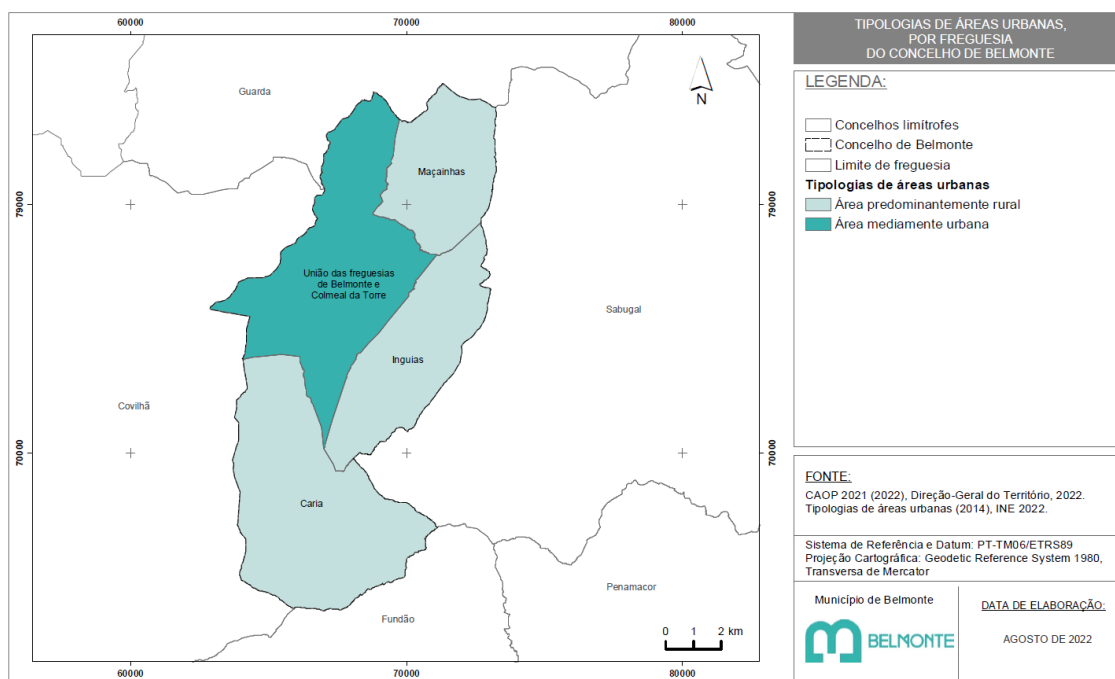 60000
70000
80000
79000
79000
70000
70000
60000
70000
80000
Guarda
Maçainhas
N
União das freguesias
de Belmonte e
Colmeal da Torre
Sabugal
Inguias
Covilhã
Caria
Penamacor
Fundão
0 1 2 km
TIPOLOGIAS DE ÁREAS URBANAS,
POR FREGUESIA
DO CONCELHO DE BELMONTE
LEGENDA:
Concelhos limítrofes
Concelho de Belmonte
Limite de freguesia
Tipologias de áreas urbanas
Área predominantemente rural
Área mediamente urbana
FONTE:
CAOP 2021 (2022), Direção-Geral do Território, 2022.
Tipologias de áreas urbanas (2014), INE 2022.
Sistema de Referência e Datum: PT-TM06/ETRS89
Projeção Cartográfica: Geodetic Reference System 1980,
Transversa de Mercator
Município de Belmonte
BELMONTE
DATA DE ELABORAÇÃO:
AGOSTO DE 2022